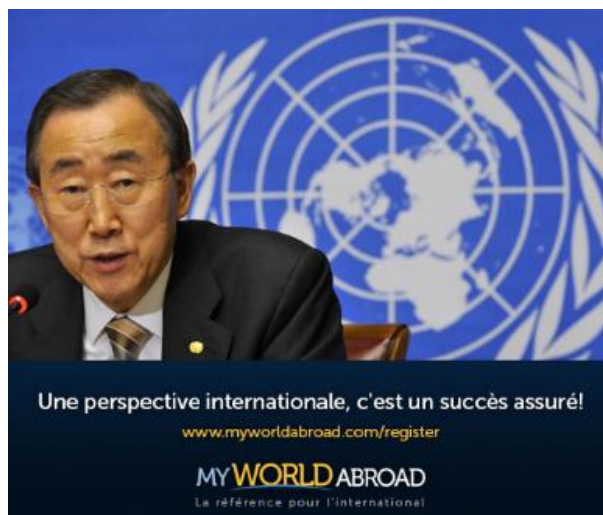 Une perspective internationale, c'est un succès assuré!
www.myworldabroad.com/register
MY WORLD ABROAD
La référence pour l'international